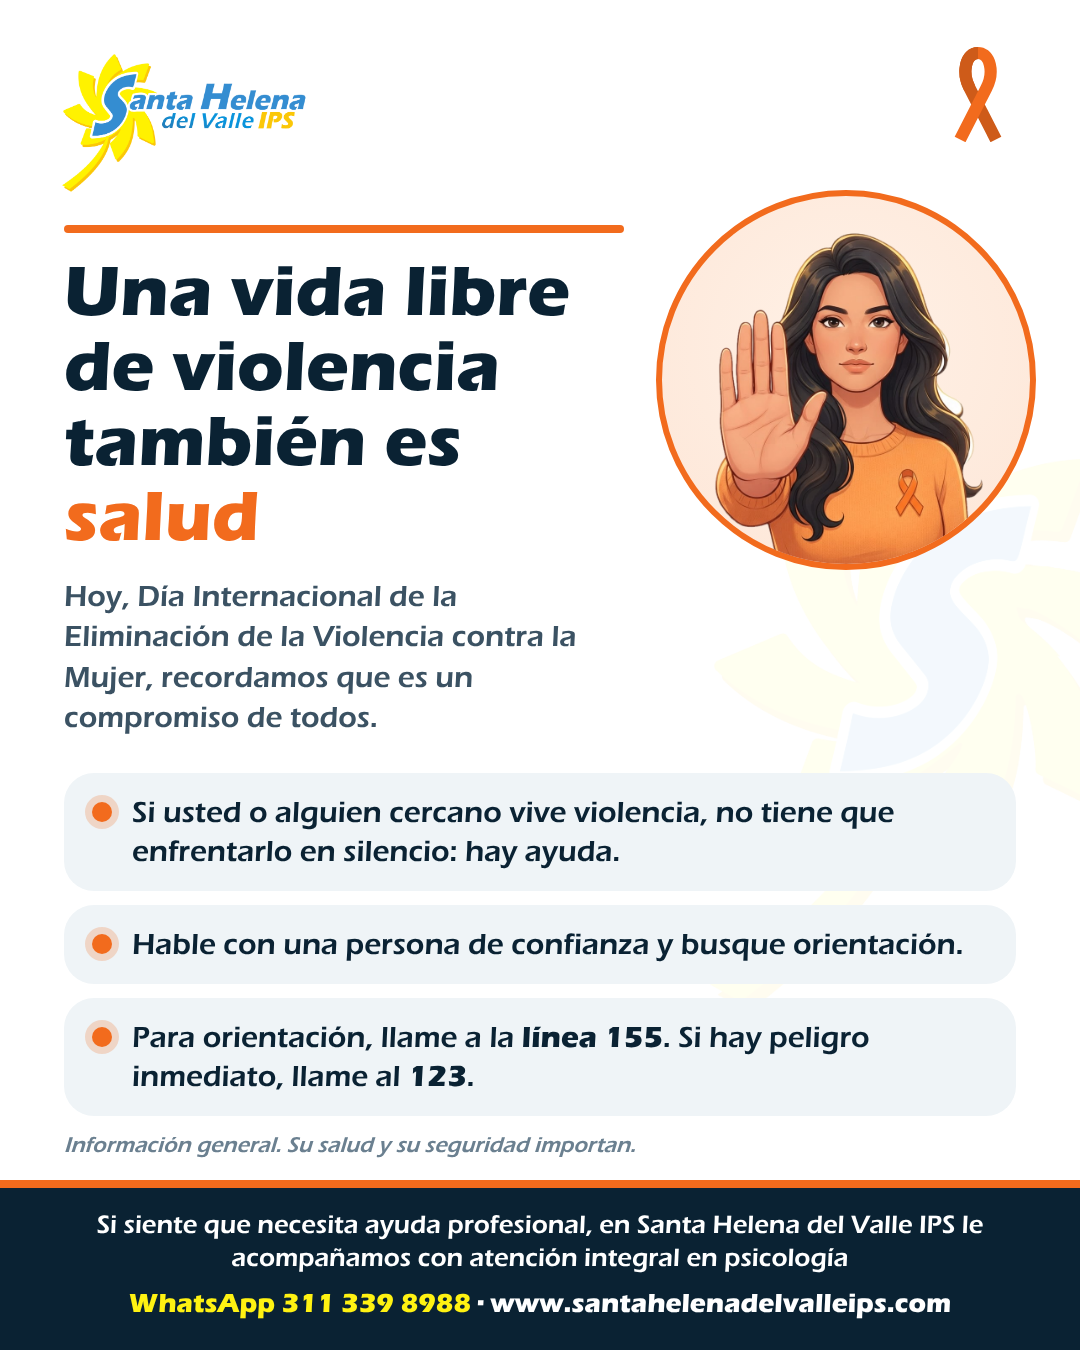 Santa Helena
del Valle IPS
Una vida libre
de violencia
también es
salud
Hoy, Día Internacional de la
Eliminación de la Violencia contra la
Mujer, recordamos que es un
compromiso de todos.
Si usted o alguien cercano vive violencia, no tiene que
enfrentarlo en silencio: hay ayuda.
Hable con una persona de confianza y busque orientación.
Para orientación, llame a la línea 155. Si hay peligro
inmediato, llame al 123.
Información general. Su salud y su seguridad importan.
Si siente que necesita ayuda profesional, en Santa Helena del Valle IPS le
acompañamos con atención integral en psicología
WhatsApp 311 339 8988 · www.santahelenadelvalleips.com